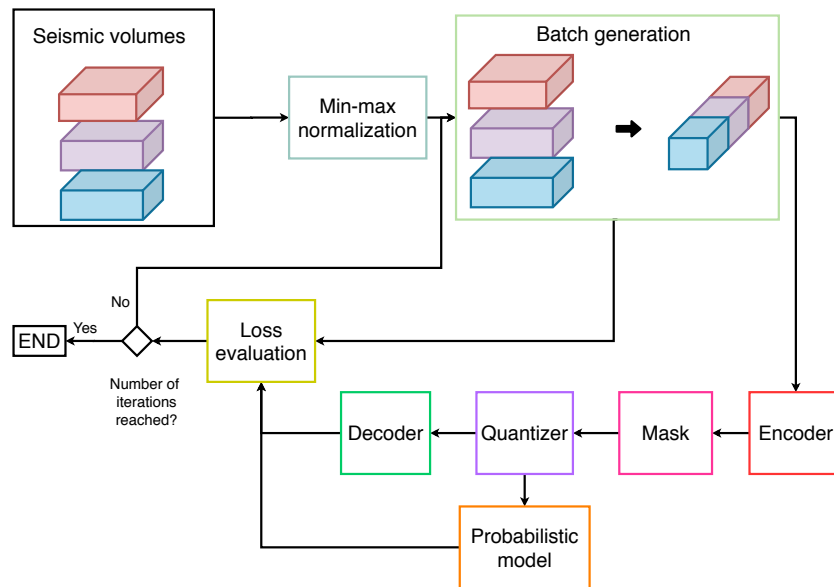 Seismic volumes
Min-max
normalization
Batch generation
No
Yes
END
Loss
evaluation
Number of
iterations
reached?
Decoder
Quantizer
Mask
Encoder
Probabilistic
model